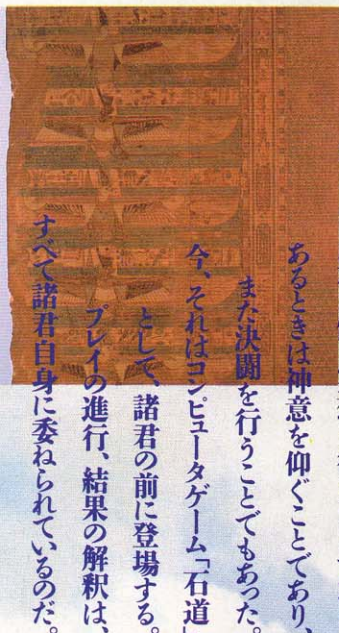 あるときは神意を仰ぐことであり、
また決闘を行うことでもあった。
今、それはコンピュータゲーム「石道」
として、諸君の前に登場する。
プレイの進行、結果の解釈は、
すべて諸君自身に委ねられているのだ。